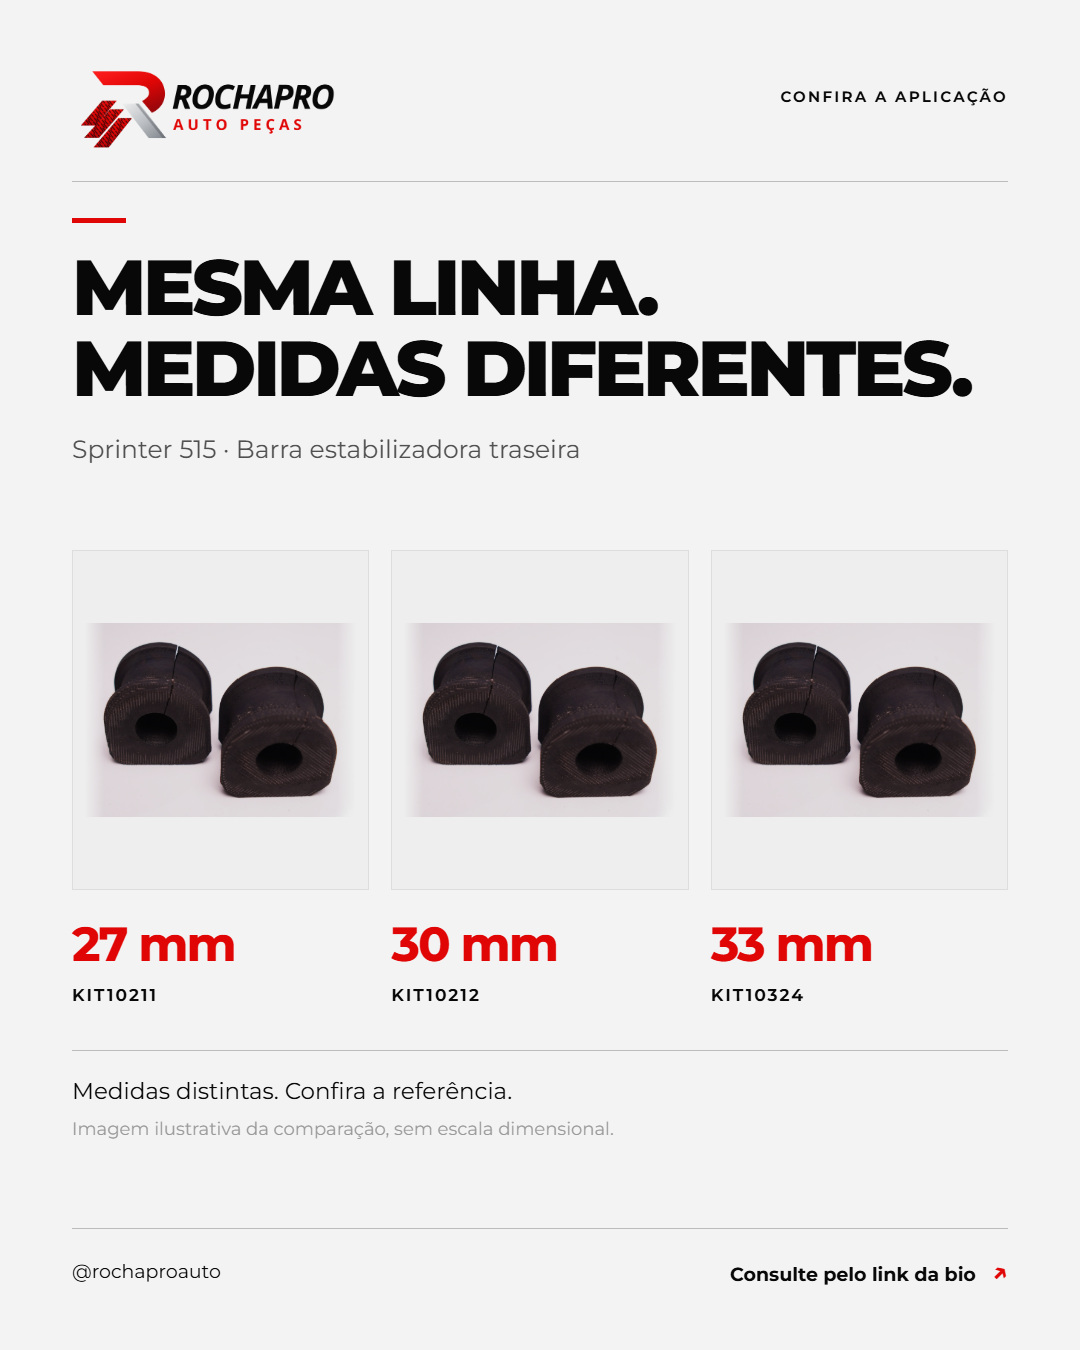 ROCHAPRO
AUTO PEÇAS
CONFIRA A APLICAÇÃO
MESMA LINHA.
MEDIDAS DIFERENTES.
Sprinter 515 · Barra estabilizadora traseira
27 mm
KIT10211
30 mm
KIT10212
33 mm
KIT10324
Medidas distintas. Confira a referência.
Imagem ilustrativa da comparação, sem escala dimensional.
@rochaproauto
Consulte pelo link da bio